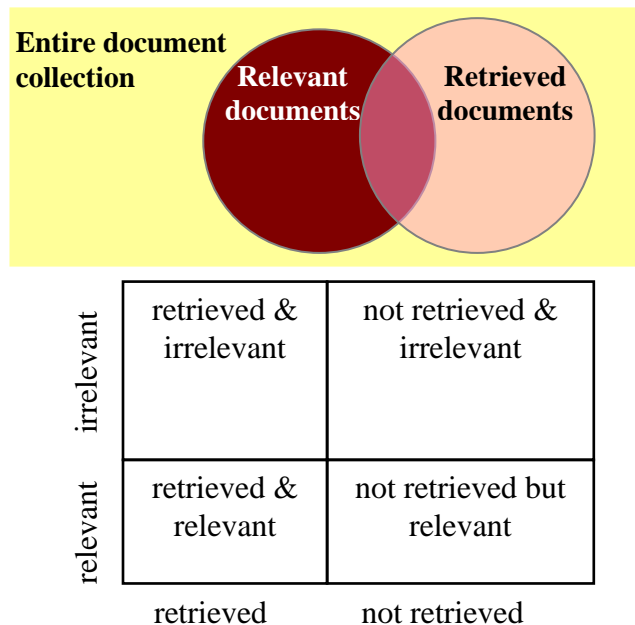 Entire document
collection
Relevant
documents
Retrieved
documents
irrelevant
retrieved &
irrelevant
not retrieved &
irrelevant
relevant
retrieved &
relevant
not retrieved but
relevant
retrieved
not retrieved